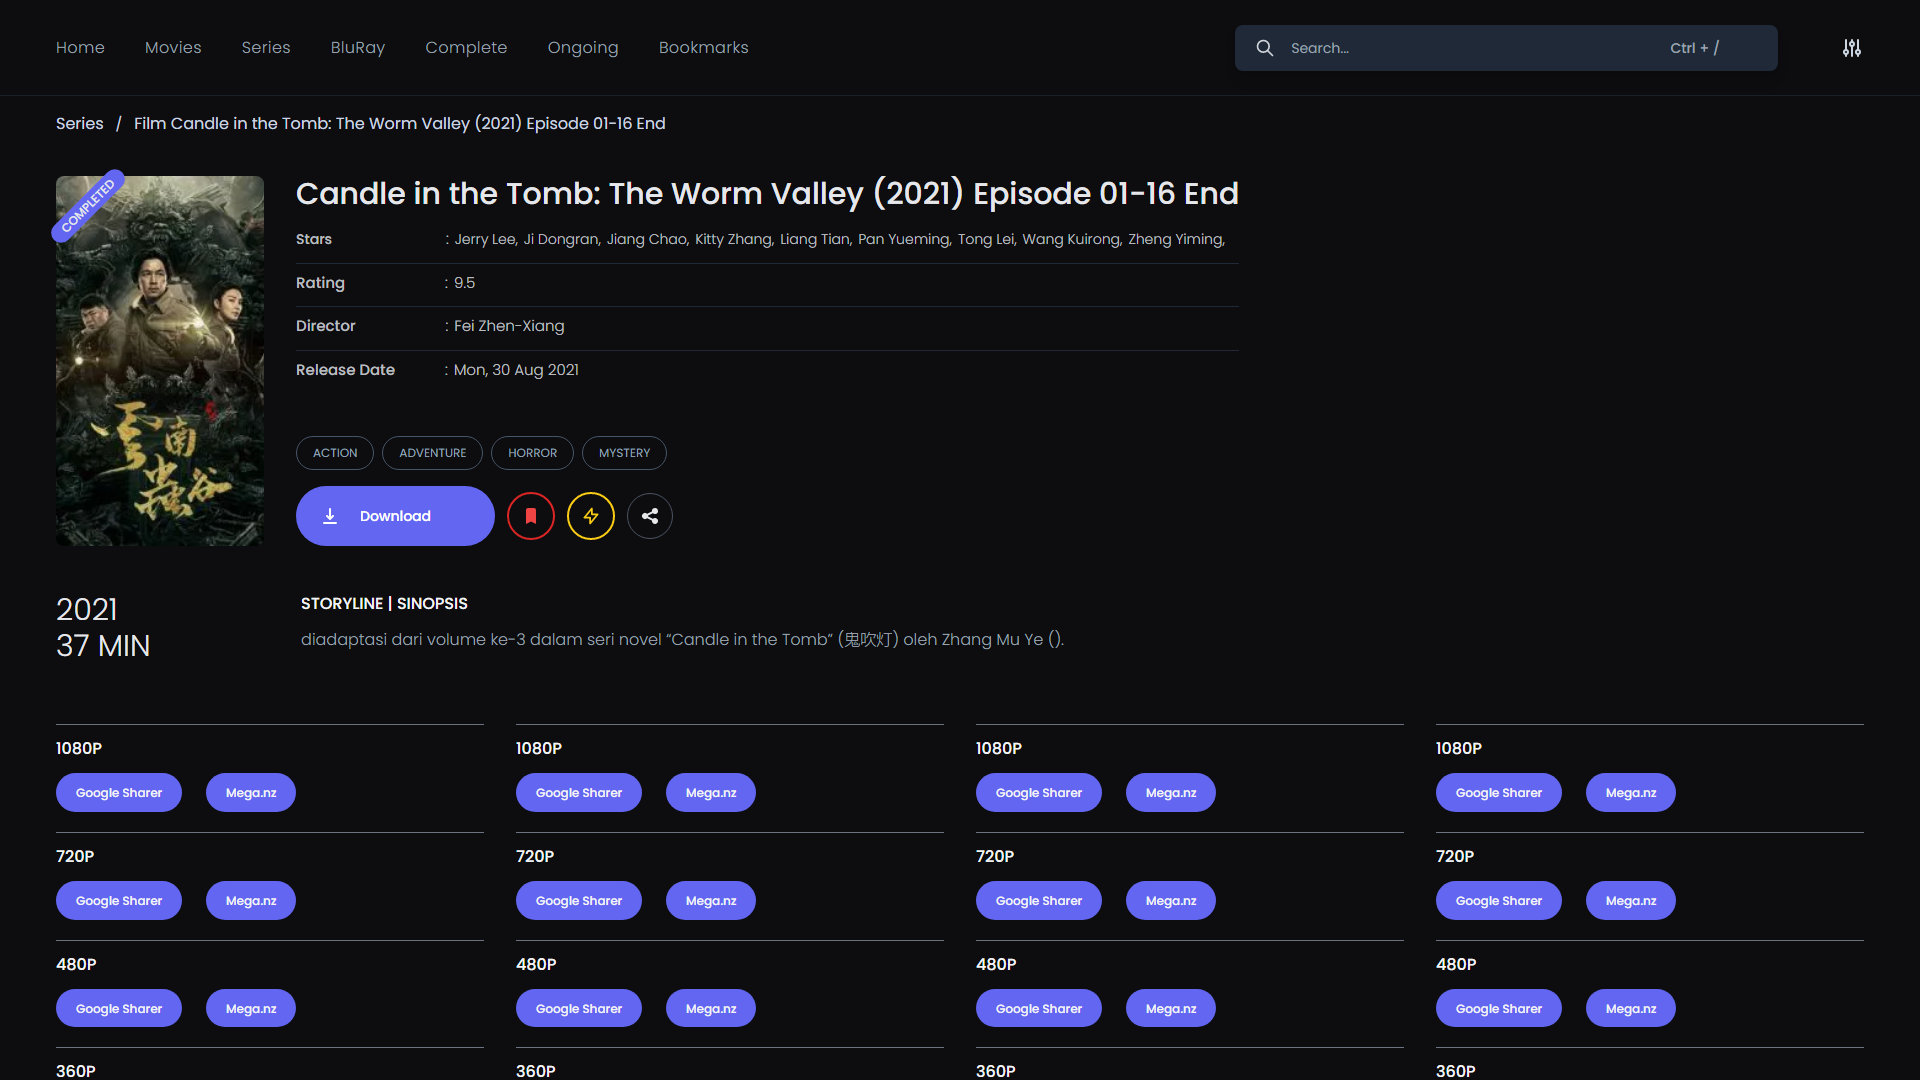 Home Movies Series BluRay Complete Ongoing Bookmarks Search... Ctrl + /
Series / Film Candle in the Tomb: The Worm Valley (2021) Episode 01-16 End
COMPLETED
雲南
蟲谷
Candle in the Tomb: The Worm Valley (2021) Episode 01-16 End
Stars : Jerry Lee, Ji Dongran, Jiang Chao, Kitty Zhang, Liang Tian, Pan Yueming, Tong Lei, Wang Kuirong, Zheng Yiming,
Rating : 9.5
Director : Fei Zhen-Xiang
Release Date : Mon, 30 Aug 2021
ACTION ADVENTURE HORROR MYSTERY
Download
2021
37 MIN
STORYLINE | SINOPSIS
diadaptasi dari volume ke-3 dalam seri novel “Candle in the Tomb” (鬼吹灯) oleh Zhang Mu Ye ().
1080P 1080P 1080P 1080P
Google Sharer Mega.nz Google Sharer Mega.nz Google Sharer Mega.nz Google Sharer Mega.nz
720P 720P 720P 720P
Google Sharer Mega.nz Google Sharer Mega.nz Google Sharer Mega.nz Google Sharer Mega.nz
480P 480P 480P 480P
Google Sharer Mega.nz Google Sharer Mega.nz Google Sharer Mega.nz Google Sharer Mega.nz
360P 360P 360P 360P